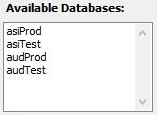 Available Databases:
asiProd
asiTest
audProd
audTest